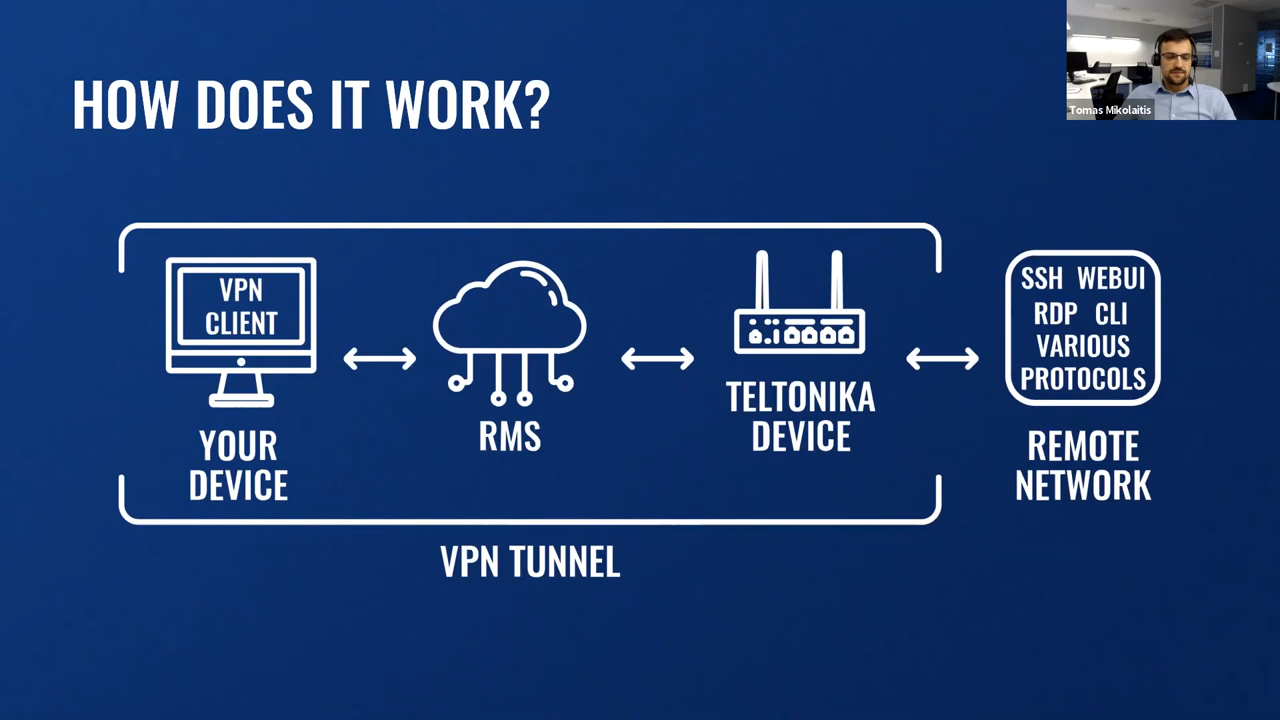 HOW DOES IT WORK?
Tomas Mikolaitis
VPN
CLIENT
YOUR
DEVICE
RMS
TELTONIKA
DEVICE
SSH WEBUI
RDP CLI
VARIOUS
PROTOCOLS
REMOTE
NETWORK
VPN TUNNEL